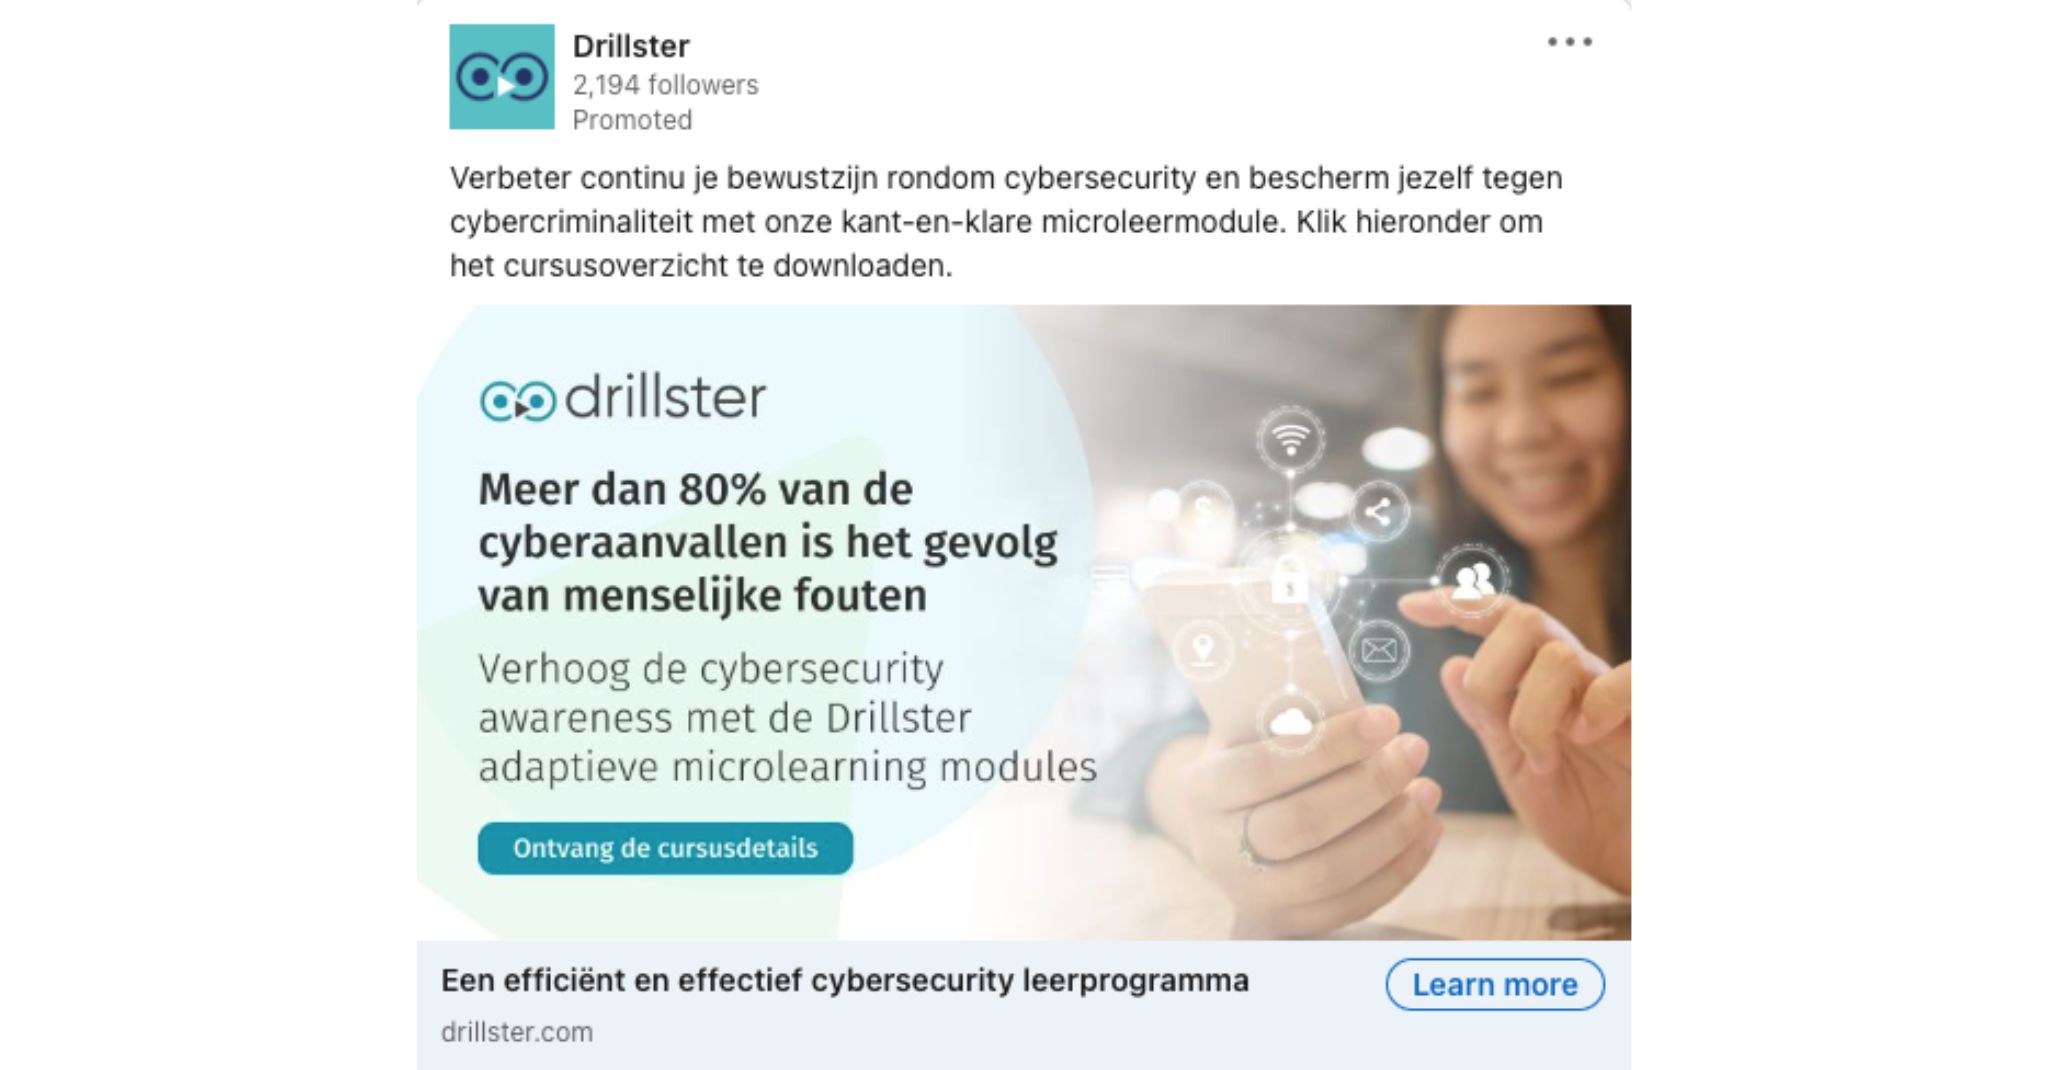 Drillster
2,194 followers
Promoted
Verbeter continu je bewustzijn rondom cybersecurity en bescherm jezelf tegen
cybercriminaliteit met onze kant-en-klare microleermodule. Klik hieronder om
het cursusoverzicht te downloaden.
drillster
Meer dan 80% van de
cyberaanvallen is het gevolg
van menselijke fouten
Verhoog de cybersecurity
awareness met de Drillster
adaptieve microlearning modules
Ontvang de cursusdetails
Een efficiënt en effectief cybersecurity leerprogramma
Learn more
drillster.com